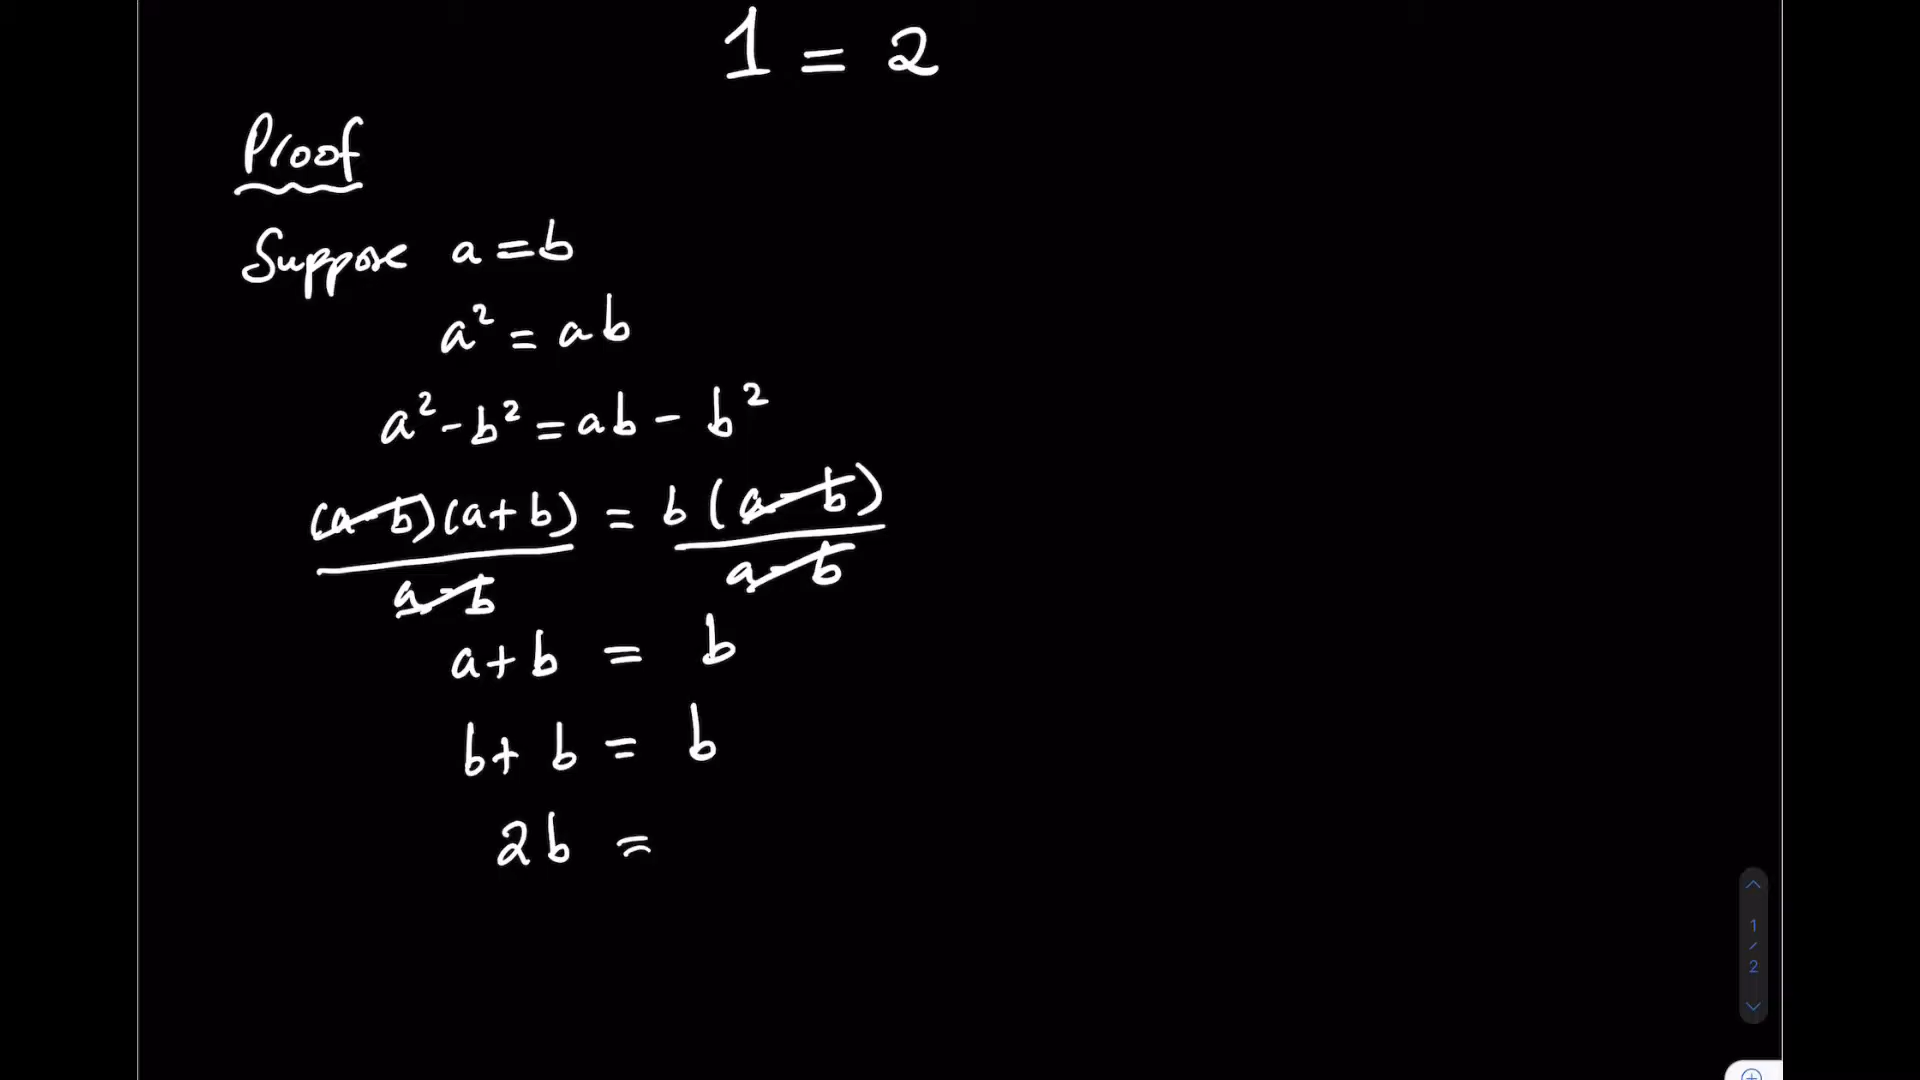 1 = 2
Proof
Suppose a = b
a² = ab
a² - b² = ab - b²
(a-b)(a+b) = b(a-b)
a-b a-b
a+b = b
b+b = b
2b =
1
/
2